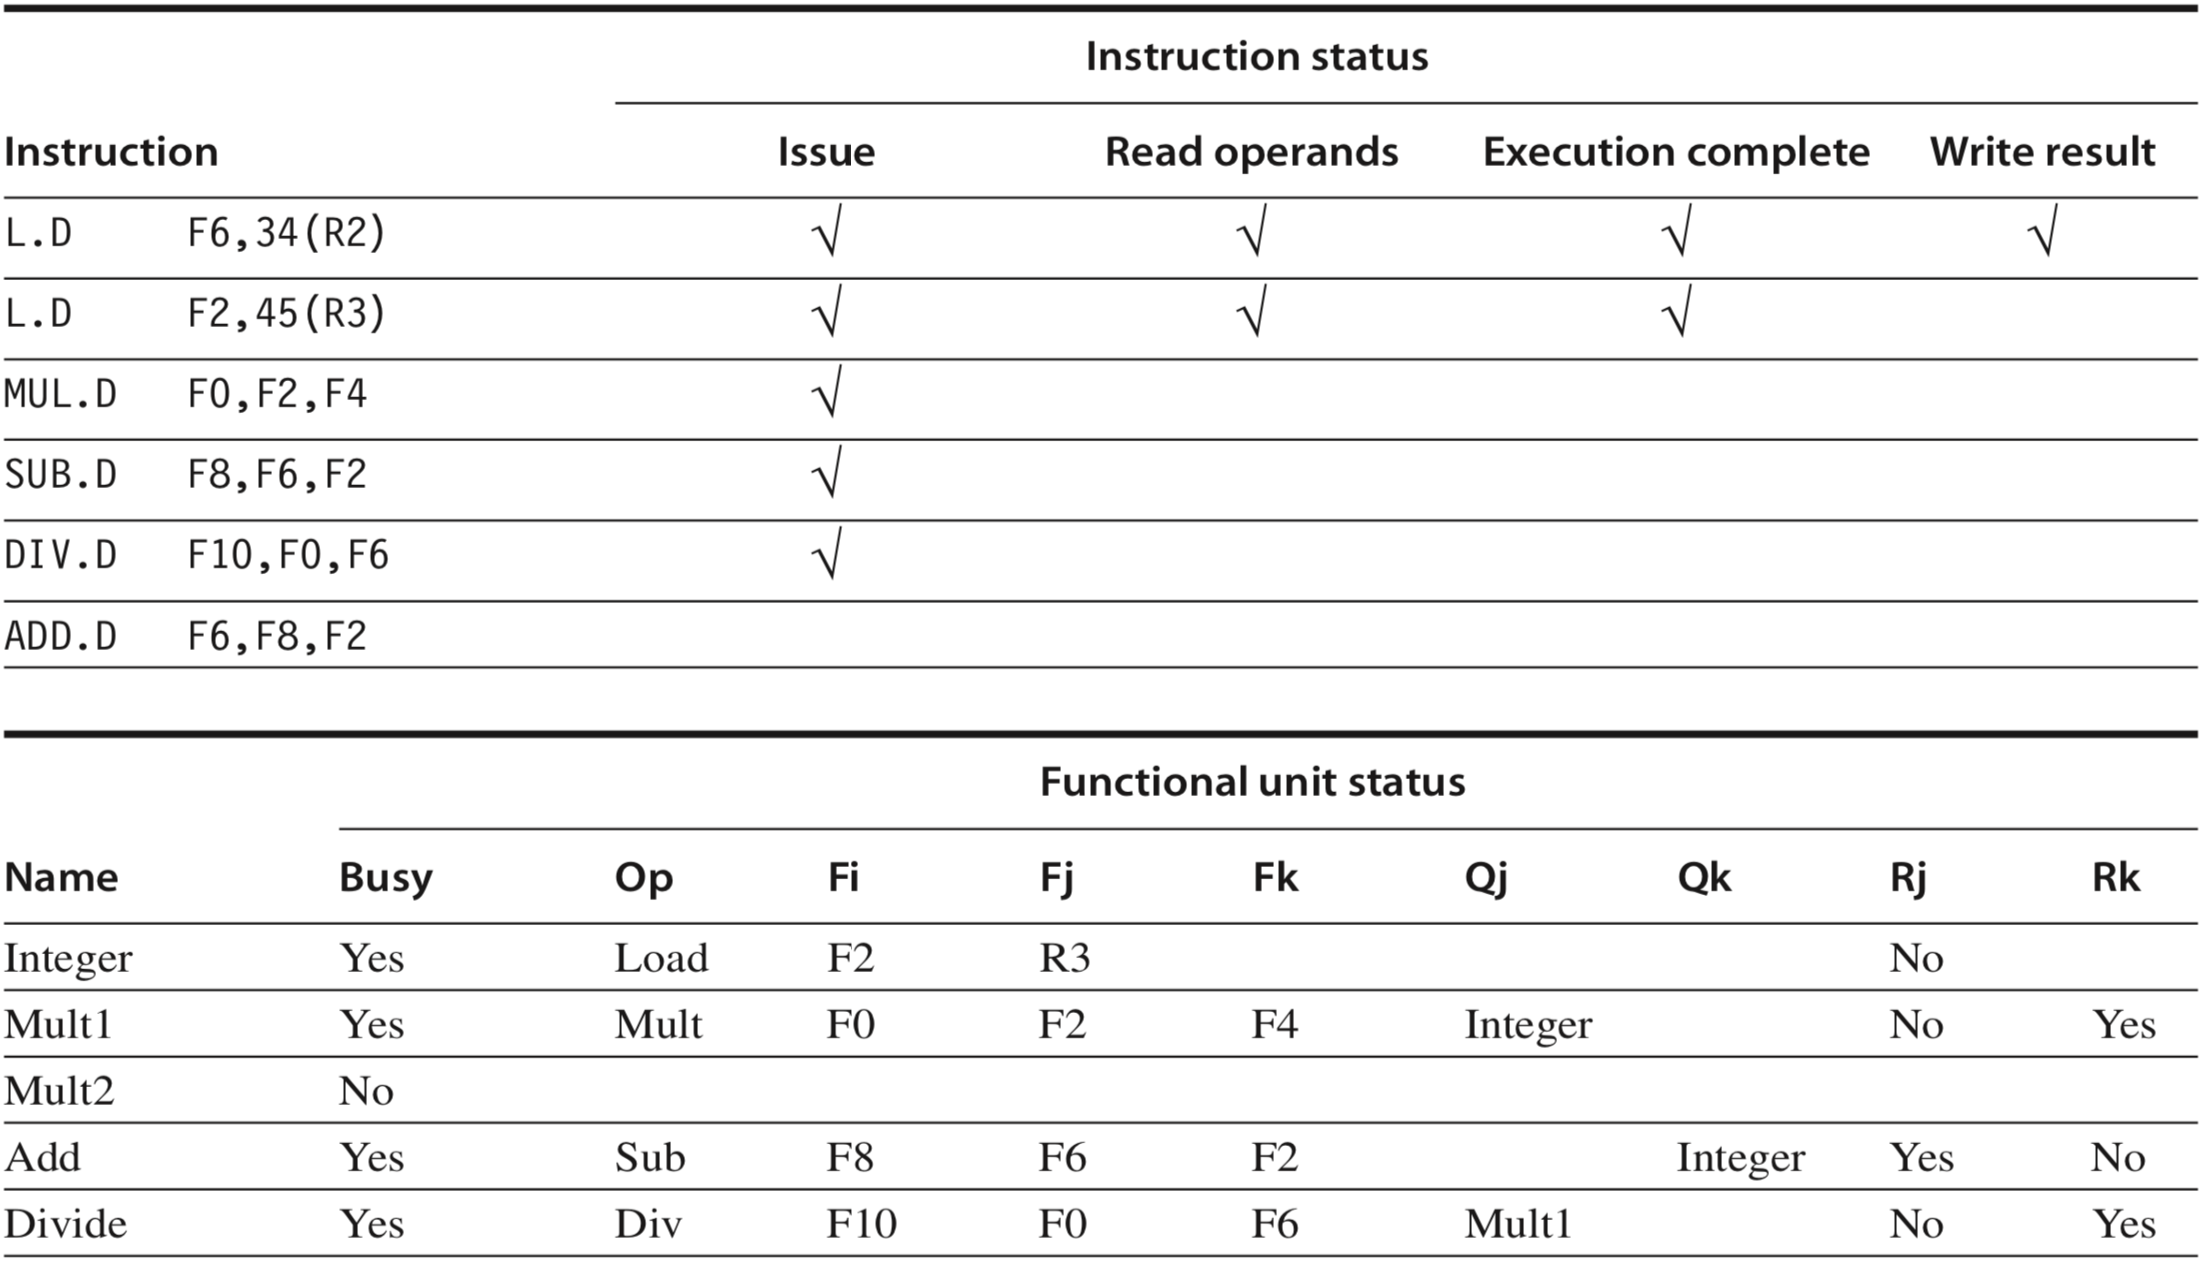 Instruction status
Instruction Issue Read operands Execution complete Write result
L.D F6,34(R2) √ √ √ √
L.D F2,45(R3) √ √ √
MUL.D F0,F2,F4 √
SUB.D F8,F6,F2 √
DIV.D F10,F0,F6 √
ADD.D F6,F8,F2
Functional unit status
Name Busy Op Fi Fj Fk Qj Qk Rj Rk
Integer Yes Load F2 R3 No
Mult1 Yes Mult F0 F2 F4 Integer No Yes
Mult2 No
Add Yes Sub F8 F6 F2 Integer Yes No
Divide Yes Div F10 F0 F6 Mult1 No Yes